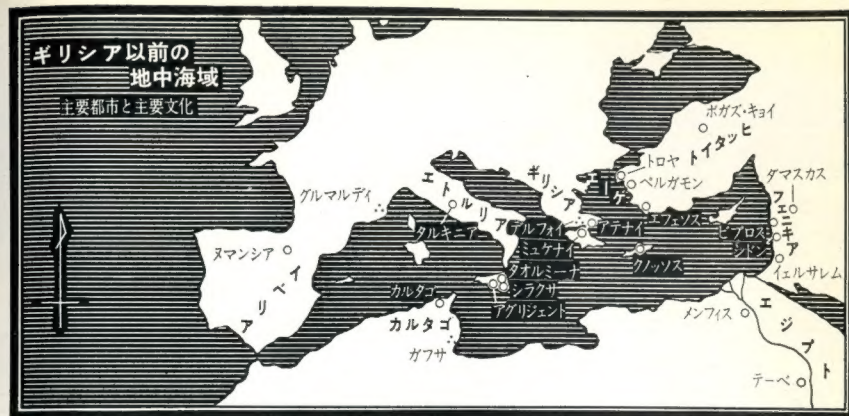 ギリシア以前の
地中海域
主要都市と主要文化
ボガズ・キョイ
ヒッタイト
トロヤ
ペルガモン
ダマスカス
ギリシア
エーゲ
エトルリア
グルマルディ
フェニキア
デルフォイ
アテナイ
エフェソス
ビブロス
タルキニア
ミュケナイ
シドン
ヌマンシア
イベリア
タオルミーナ
クノッソス
イェルサレム
カルタゴ
シラクサ
アグリジェント
カルタゴ
エジプト
メンフィス
ガフサ
テーベ